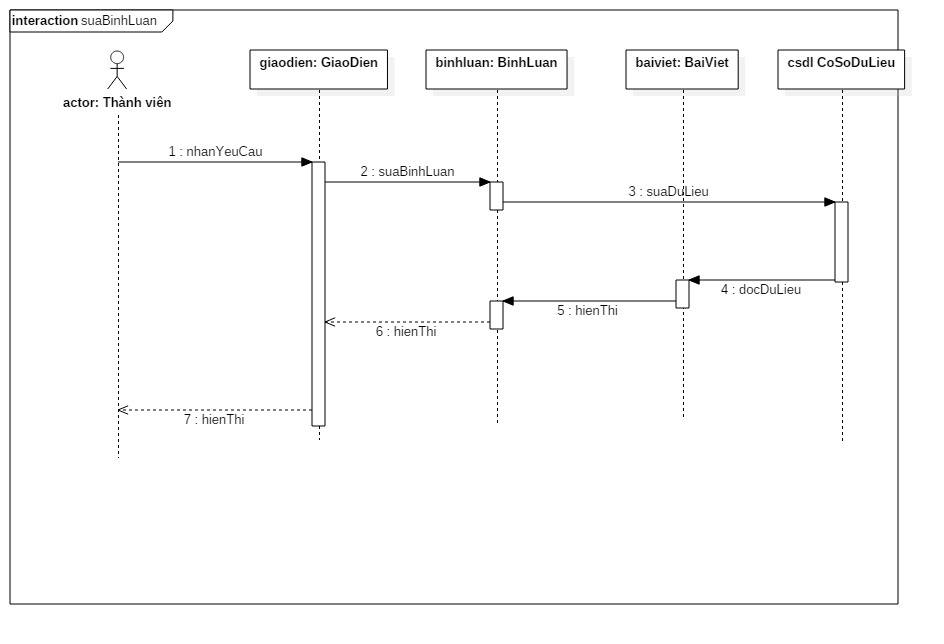 interaction suaBinhLuan
actor: Thành viên
giaodien: GiaoDien
binhluan: BinhLuan
baiviet: BaiViet
csdl CoSoDuLieu
1 : nhanYeuCau
2 : suaBinhLuan
3 : suaDuLieu
4 : docDuLieu
5 : hienThi
6 : hienThi
7 : hienThi